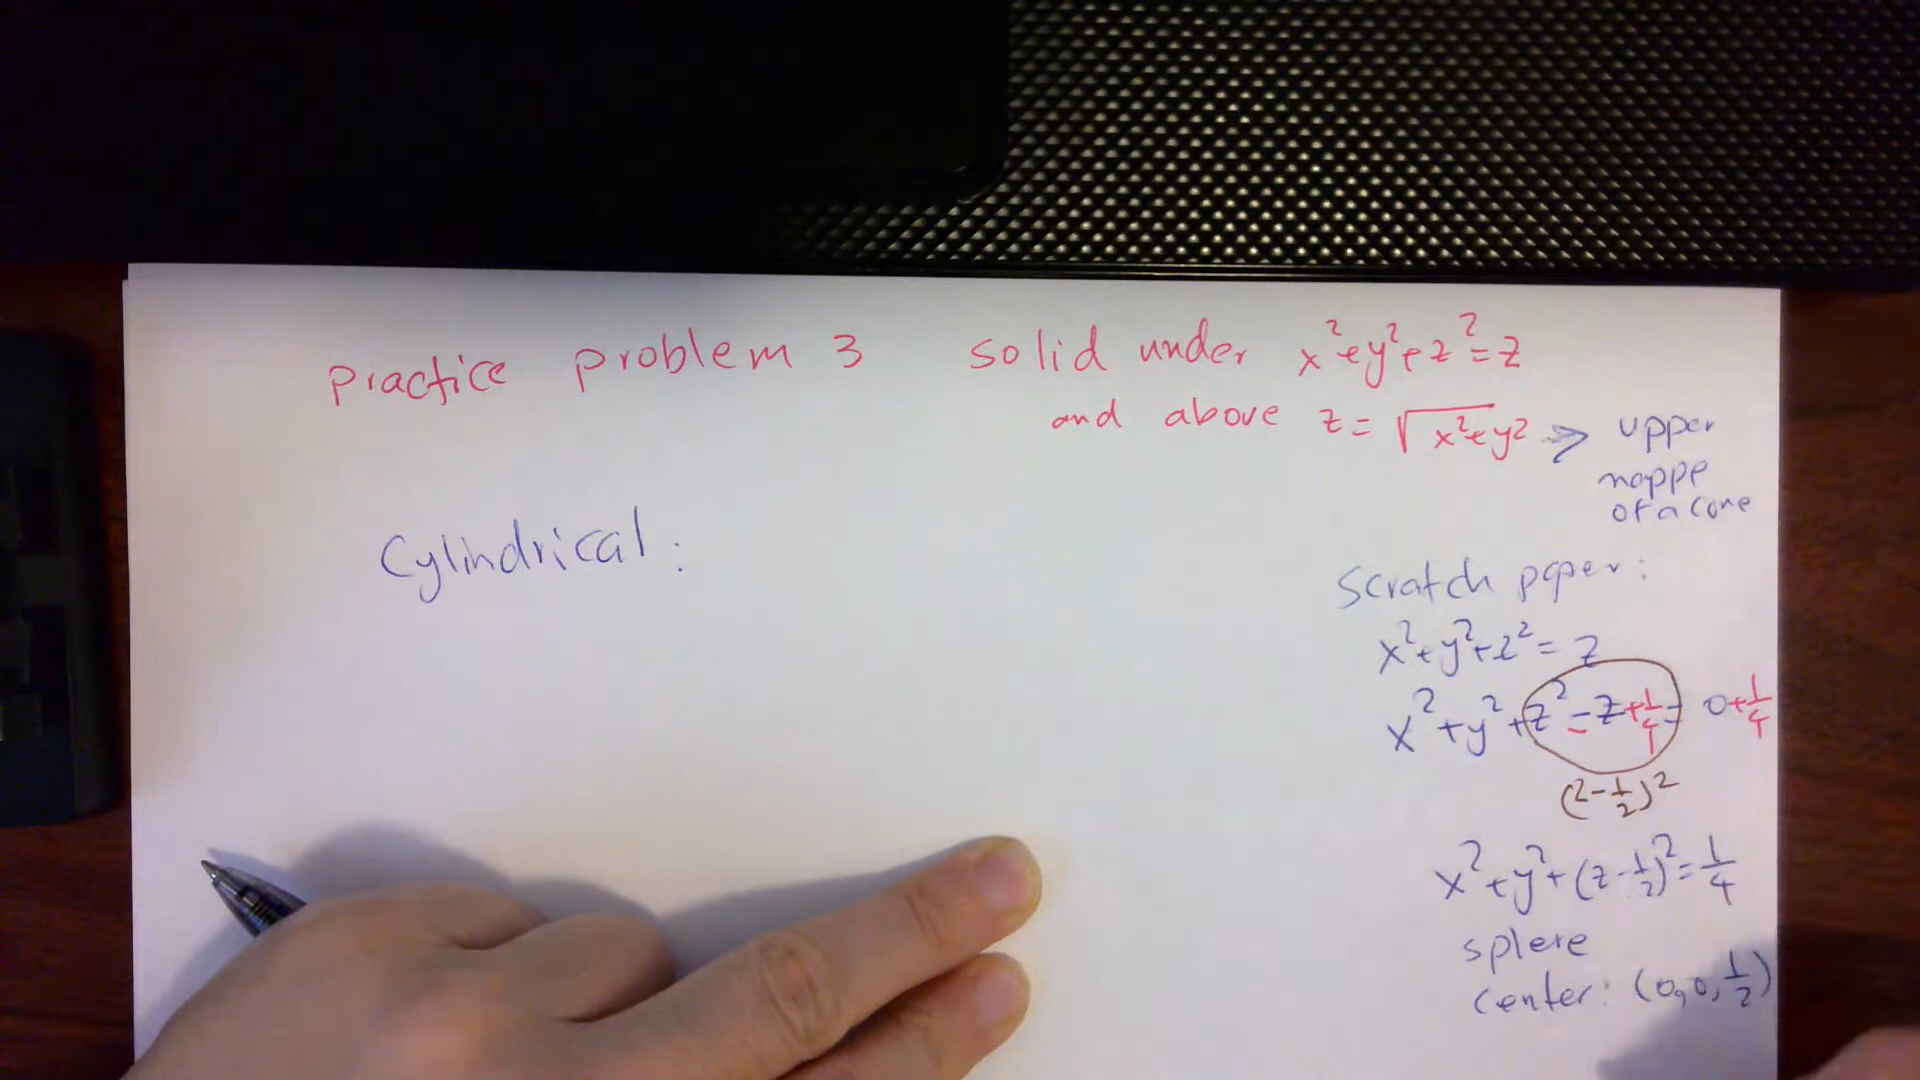 practice problem 3 solid under x²+y²+z²=z
and above z=√x²+y² => upper
nappe
of a cone
Cylindrical:
Scratch paper:
x²+y²+z²=z
x²+y²+z²-z+1/4= 0+1/4
(z-1/2)²
x²+y²+(z-1/2)²=1/4
splere
center: (0,0,1/2)